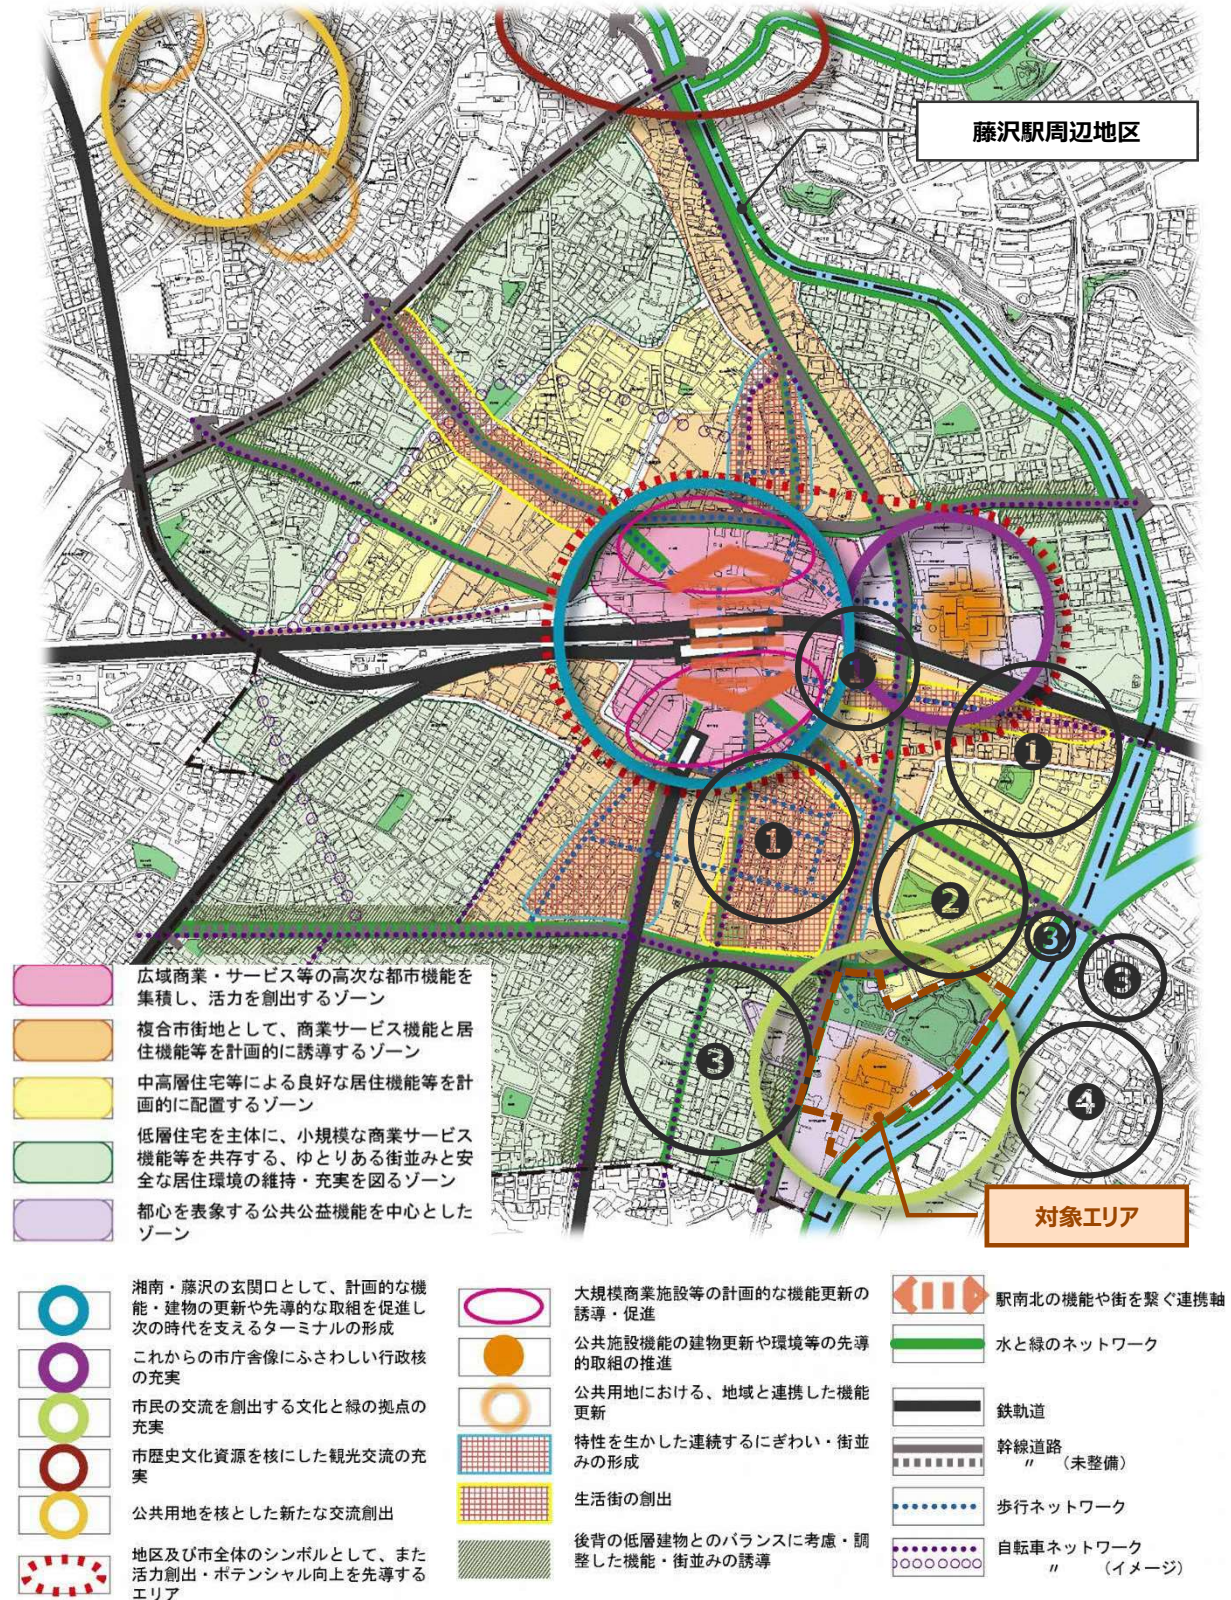 藤沢駅周辺地区
❶
❶
❶
❷
❸
❸
❸
❹
対象エリア
広域商業・サービス等の高次な都市機能を
集積し、活力を創出するゾーン
複合市街地として、商業サービス機能と居
住機能等を計画的に誘導するゾーン
中高層住宅等による良好な居住機能等を計
画的に配置するゾーン
低層住宅を主体に、小規模な商業サービス
機能等を共存する、ゆとりある街並みと安
全な居住環境の維持・充実を図るゾーン
都心を表象する公共公益機能を中心とした
ゾーン
湘南・藤沢の玄関口として、計画的な機
能・建物の更新や先導的な取組を促進し
次の時代を支えるターミナルの形成
これからの市庁舎像にふさわしい行政核
の充実
市民の交流を創出する文化と緑の拠点の
充実
市歴史文化資源を核にした観光交流の充
実
公共用地を核とした新たな交流創出
地区及び市全体のシンボルとして、また
活力創出・ポテンシャル向上を先導する
エリア
大規模商業施設等の計画的な機能更新の
誘導・促進
公共施設機能の建物更新や環境等の先導
的取組の推進
公共用地における、地域と連携した機能
更新
特性を生かした連続するにぎわい・街並
みの形成
生活街の創出
後背の低層建物とのバランスに考慮・調
整した機能・街並みの誘導
駅南北の機能や街を繋ぐ連携軸
水と緑のネットワーク
鉄軌道
幹線道路
〃 （未整備）
歩行ネットワーク
自転車ネットワーク
〃 （イメージ）